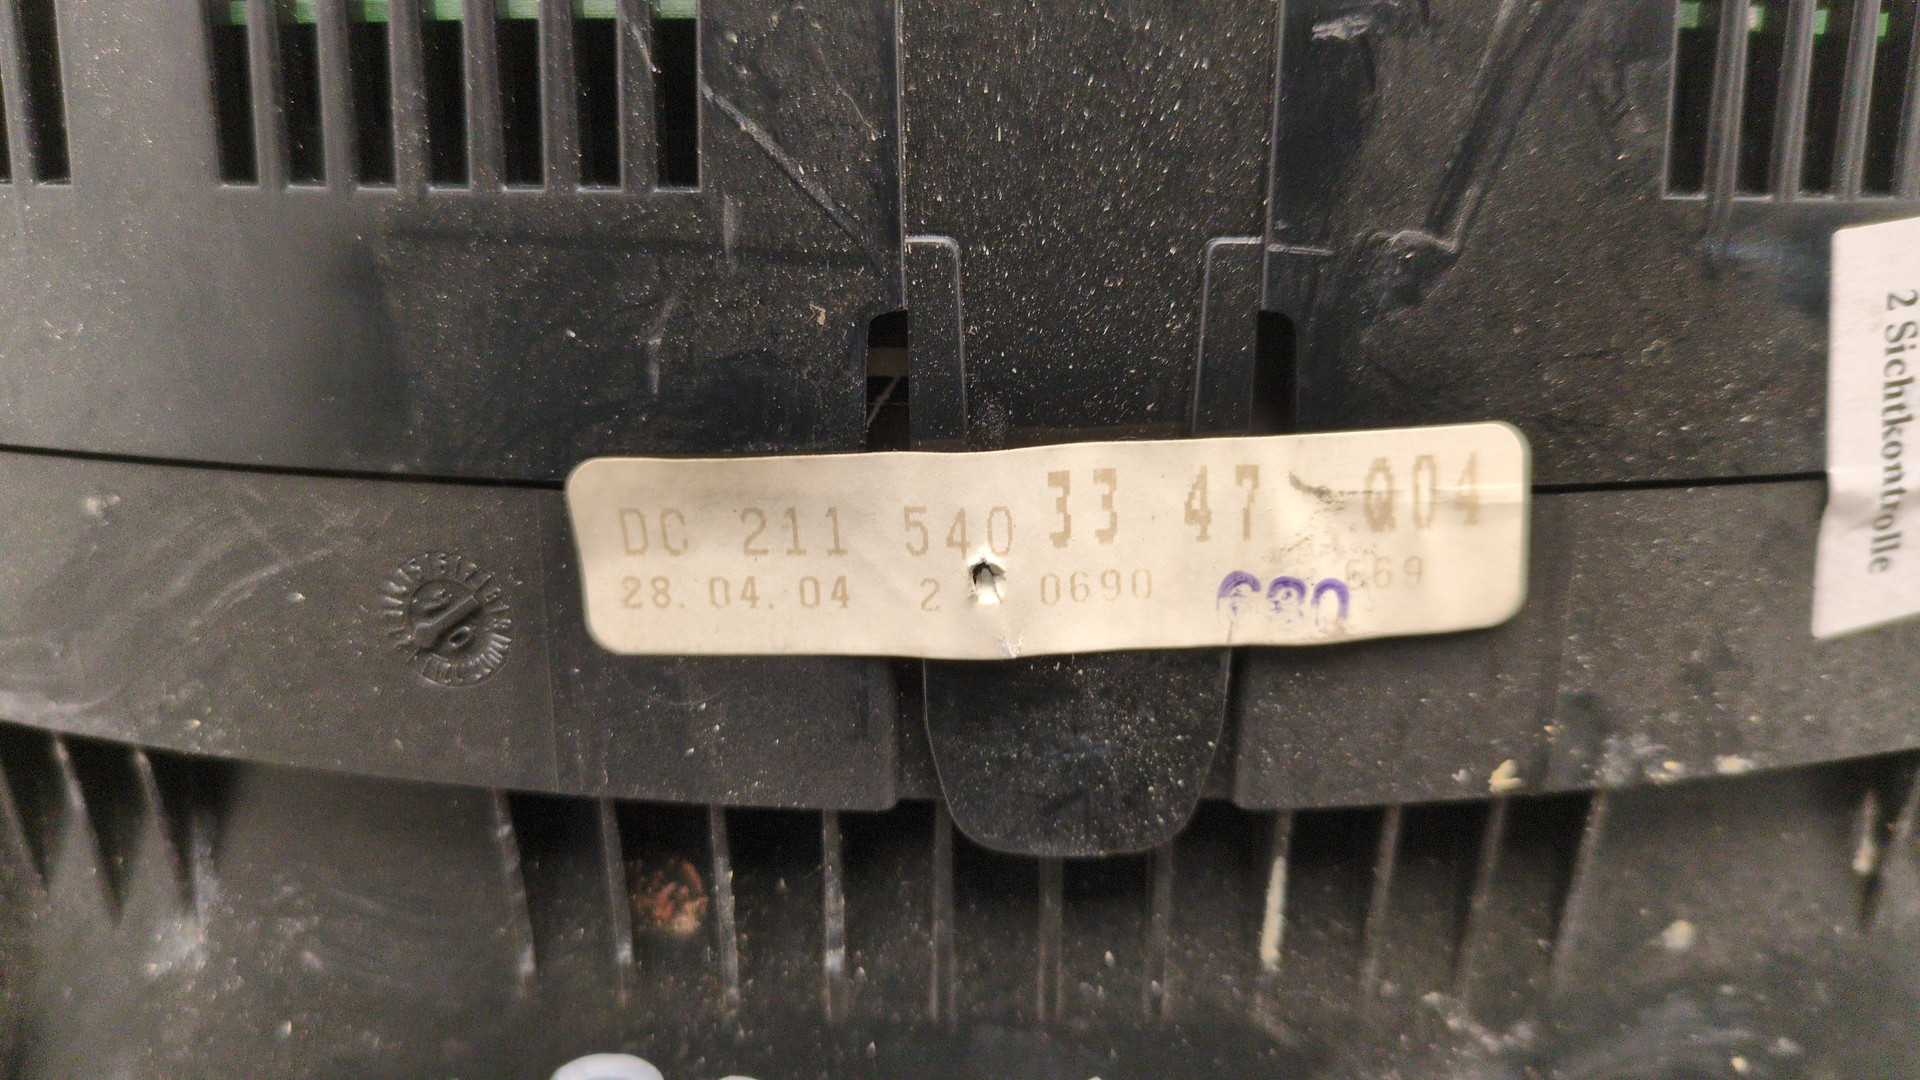 DC 211 540 33 47 Q04
28.04.04 2 0690 669
680
2 Sichtkontrolle